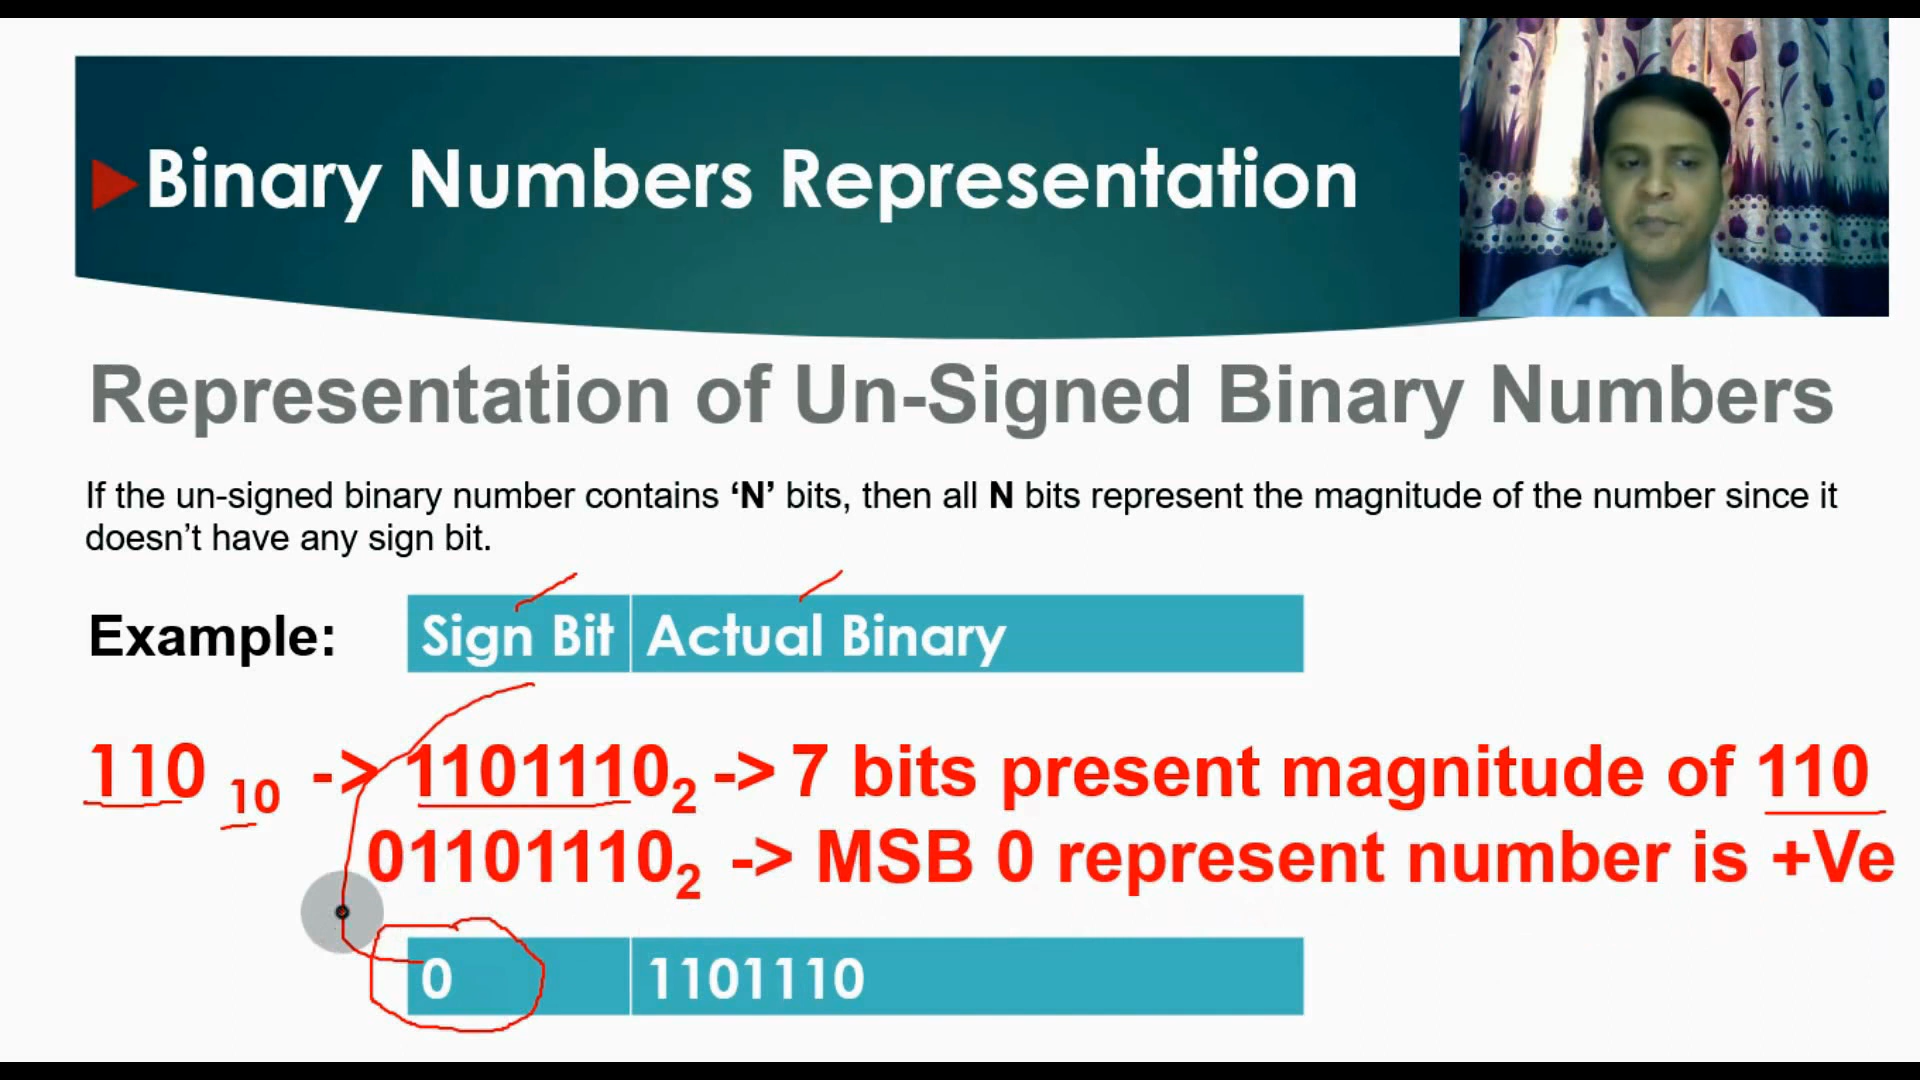 Binary Numbers Representation
Representation of Un-Signed Binary Numbers
If the un-signed binary number contains ‘N’ bits, then all N bits represent the magnitude of the number since it
doesn’t have any sign bit.
Example: Sign Bit Actual Binary
110 10 -> 1101110₂ -> 7 bits present magnitude of 110
01101110₂ -> MSB 0 represent number is +Ve
0 1101110